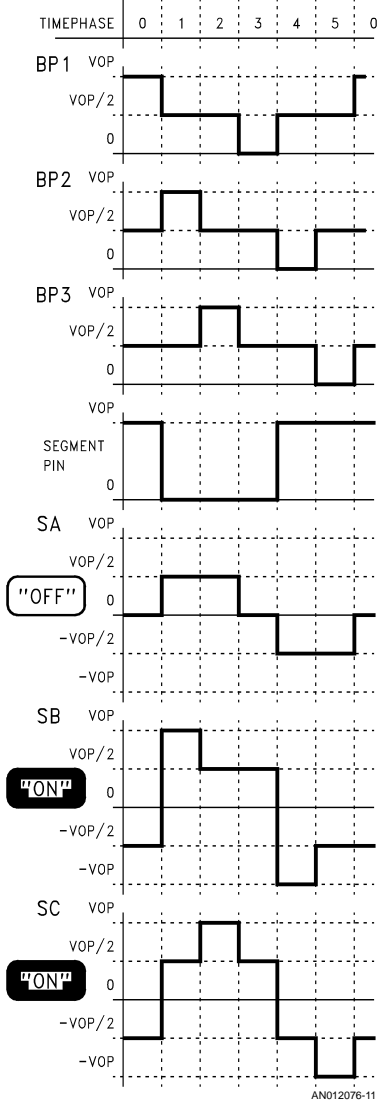 TIMEPHASE 0 1 2 3 4 5 0
BP1 VOP
VOP/2
0
BP2 VOP
VOP/2
0
BP3 VOP
VOP/2
0
VOP
SEGMENT
PIN
0
SA VOP
VOP/2
"OFF" 0
-VOP/2
-VOP
SB VOP
VOP/2
"ON" 0
-VOP/2
-VOP
SC VOP
VOP/2
"ON" 0
-VOP/2
-VOP
AN012076-11